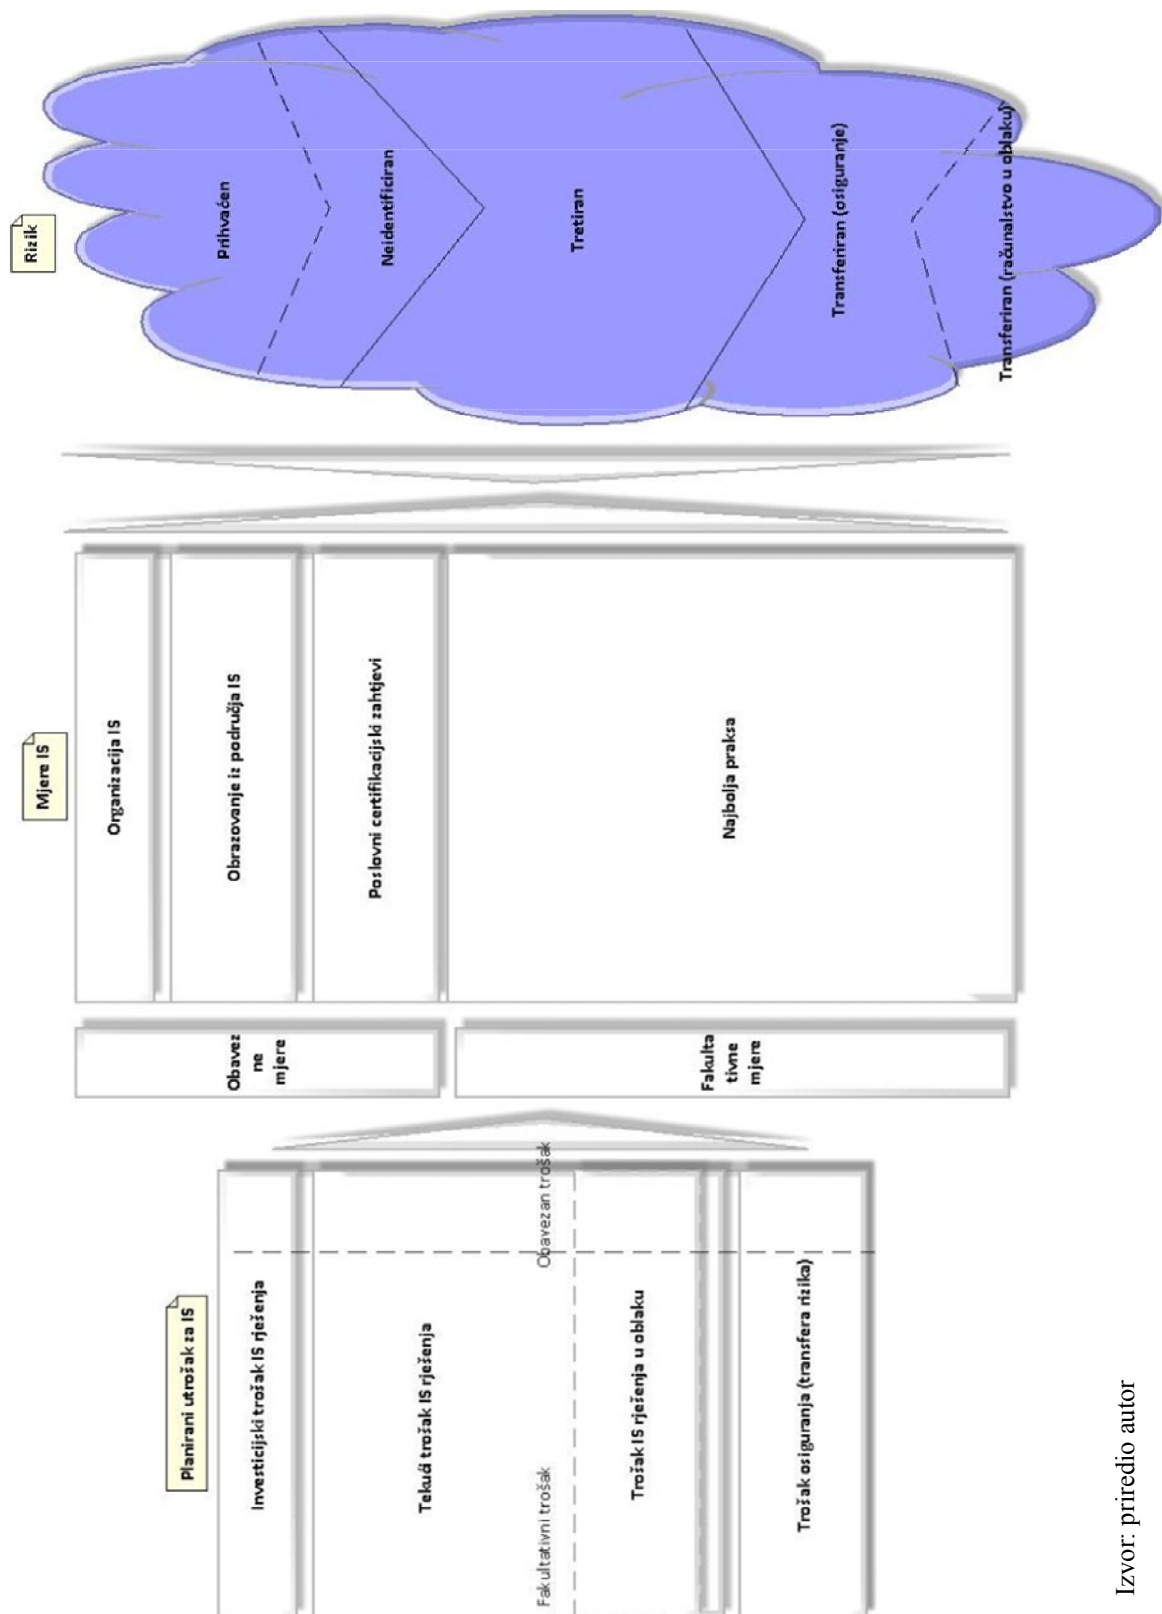 Planirani utrošak za IS
Investicijski trošak IS rješenja
Tekući trošak IS rješenja
Fakultativni trošak
Obavezan trošak
Trošak IS rješenja u oblaku
Trošak osiguranja (transfera rizika)
Obavez
ne
mjere
Fakulta
tivne
mjere
Mjere IS
Organizacija IS
Obrazovanje iz područja IS
Poslovni certifikacijski zahtjevi
Najbolja praksa
Rizik
Prihvaćen
Neidentificiran
Tretiran
Transferiran (osiguranje)
Transferiran (računalstvo u oblaku)
Izvor: priredio autor